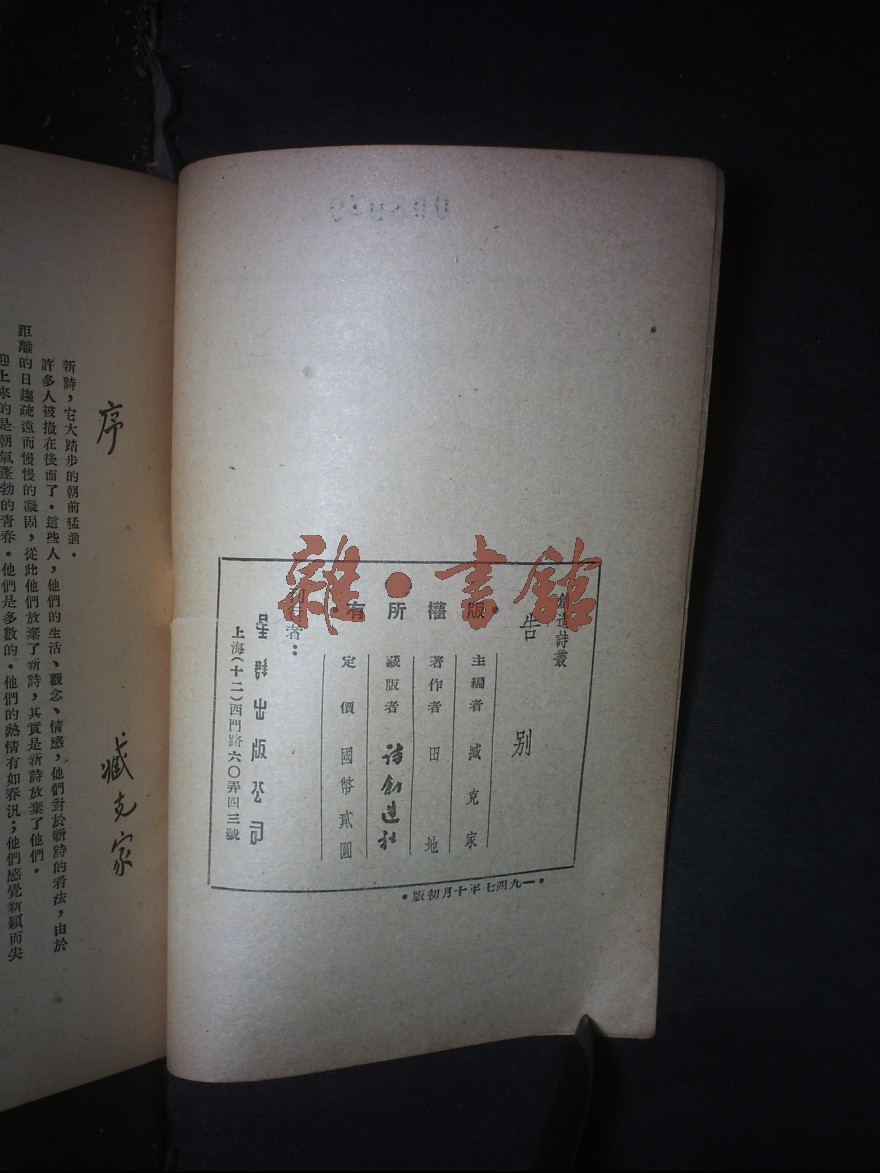 創造詩叢
告別
•版權所有•
主編者 臧克家
著作者 田地
藏版者 詩創造社
定價 國幣貳圓
刊行者：
星群出版公司
上海(十二)西門路六〇弄四三號
•一九四七年十月初版•
雜•書館
序 臧克家
新詩，它大踏步的朝前猛進．
許多人被撤在後面了．這些人，他們的生活、觀念、情感，他們對於新詩的看法，由於
距離的日趨疏遠而慢慢的凝固，從此他們放棄了新詩，其實是新詩放棄了他們．
迎上來的是朝氣蓬勃的青春．他們是多數的．他們的熱情有如春汛；他們感覺新穎而尖